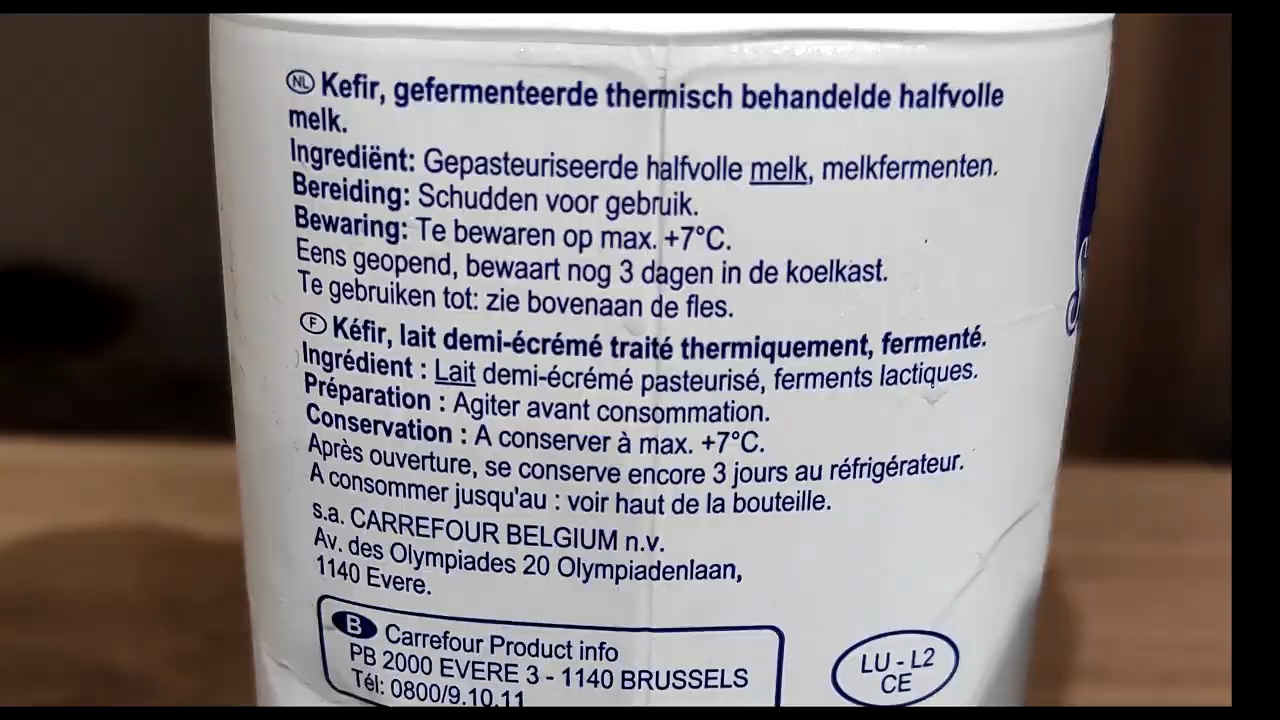 NL Kefir, gefermenteerde thermisch behandelde halfvolle
melk.
Ingrediënt: Gepasteuriseerde halfvolle melk, melkfermenten.
Bereiding: Schudden voor gebruik.
Bewaring: Te bewaren op max. +7°C.
Eens geopend, bewaart nog 3 dagen in de koelkast.
Te gebruiken tot: zie bovenaan de fles.
F Kéfir, lait demi-écrémé traité thermiquement, fermenté.
Ingrédient : Lait demi-écrémé pasteurisé, ferments lactiques.
Préparation : Agiter avant consommation.
Conservation : A conserver à max. +7°C.
Après ouverture, se conserve encore 3 jours au réfrigérateur.
A consommer jusqu'au : voir haut de la bouteille.
s.a. CARREFOUR BELGIUM n.v.
Av. des Olympiades 20 Olympiadenlaan,
1140 Evere.
B Carrefour Product info
PB 2000 EVERE 3 - 1140 BRUSSELS
Tél: 0800/9.10.11
LU - L2
CE